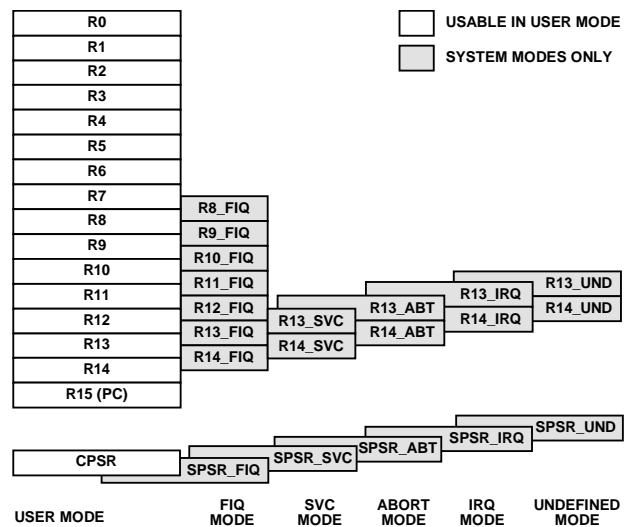 R0
R1
R2
R3
R4
R5
R6
R7
R8
R9
R10
R11
R12
R13
R14
R15 (PC)
CPSR
USABLE IN USER MODE
SYSTEM MODES ONLY
R8_FIQ
R9_FIQ
R10_FIQ
R11_FIQ
R12_FIQ
R13_FIQ
R14_FIQ
R13_SVC
R14_SVC
R13_ABT
R14_ABT
R13_IRQ
R14_IRQ
R13_UND
R14_UND
SPSR_FIQ
SPSR_SVC
SPSR_ABT
SPSR_IRQ
SPSR_UND
USER MODE
FIQ
MODE
SVC
MODE
ABORT
MODE
IRQ
MODE
UNDEFINED
MODE